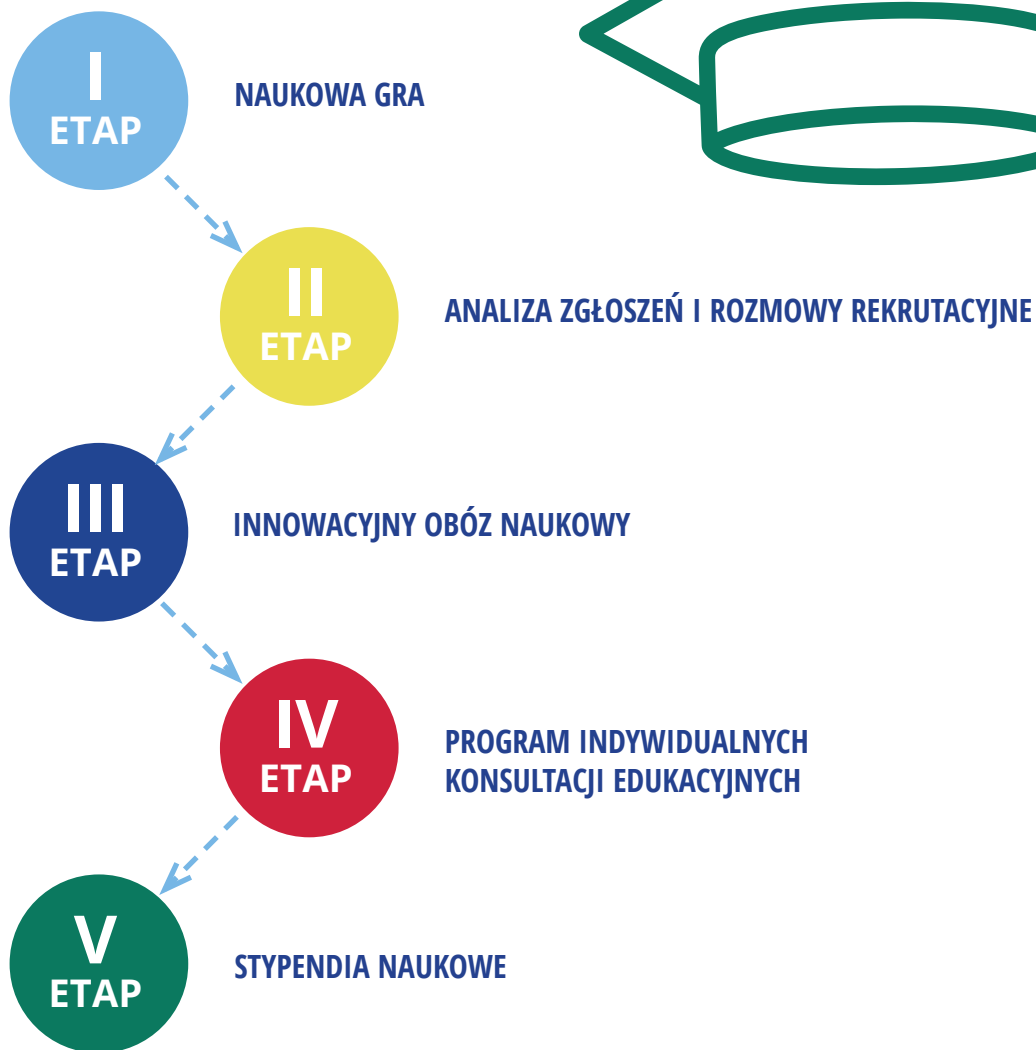 I
ETAP
NAUKOWA GRA
II
ETAP
ANALIZA ZGŁOSZEŃ I ROZMOWY REKRUTACYJNE
III
ETAP
INNOWACYJNY OBÓZ NAUKOWY
IV
ETAP
PROGRAM INDYWIDUALNYCH
KONSULTACJI EDUKACYJNYCH
V
ETAP
STYPENDIA NAUKOWE